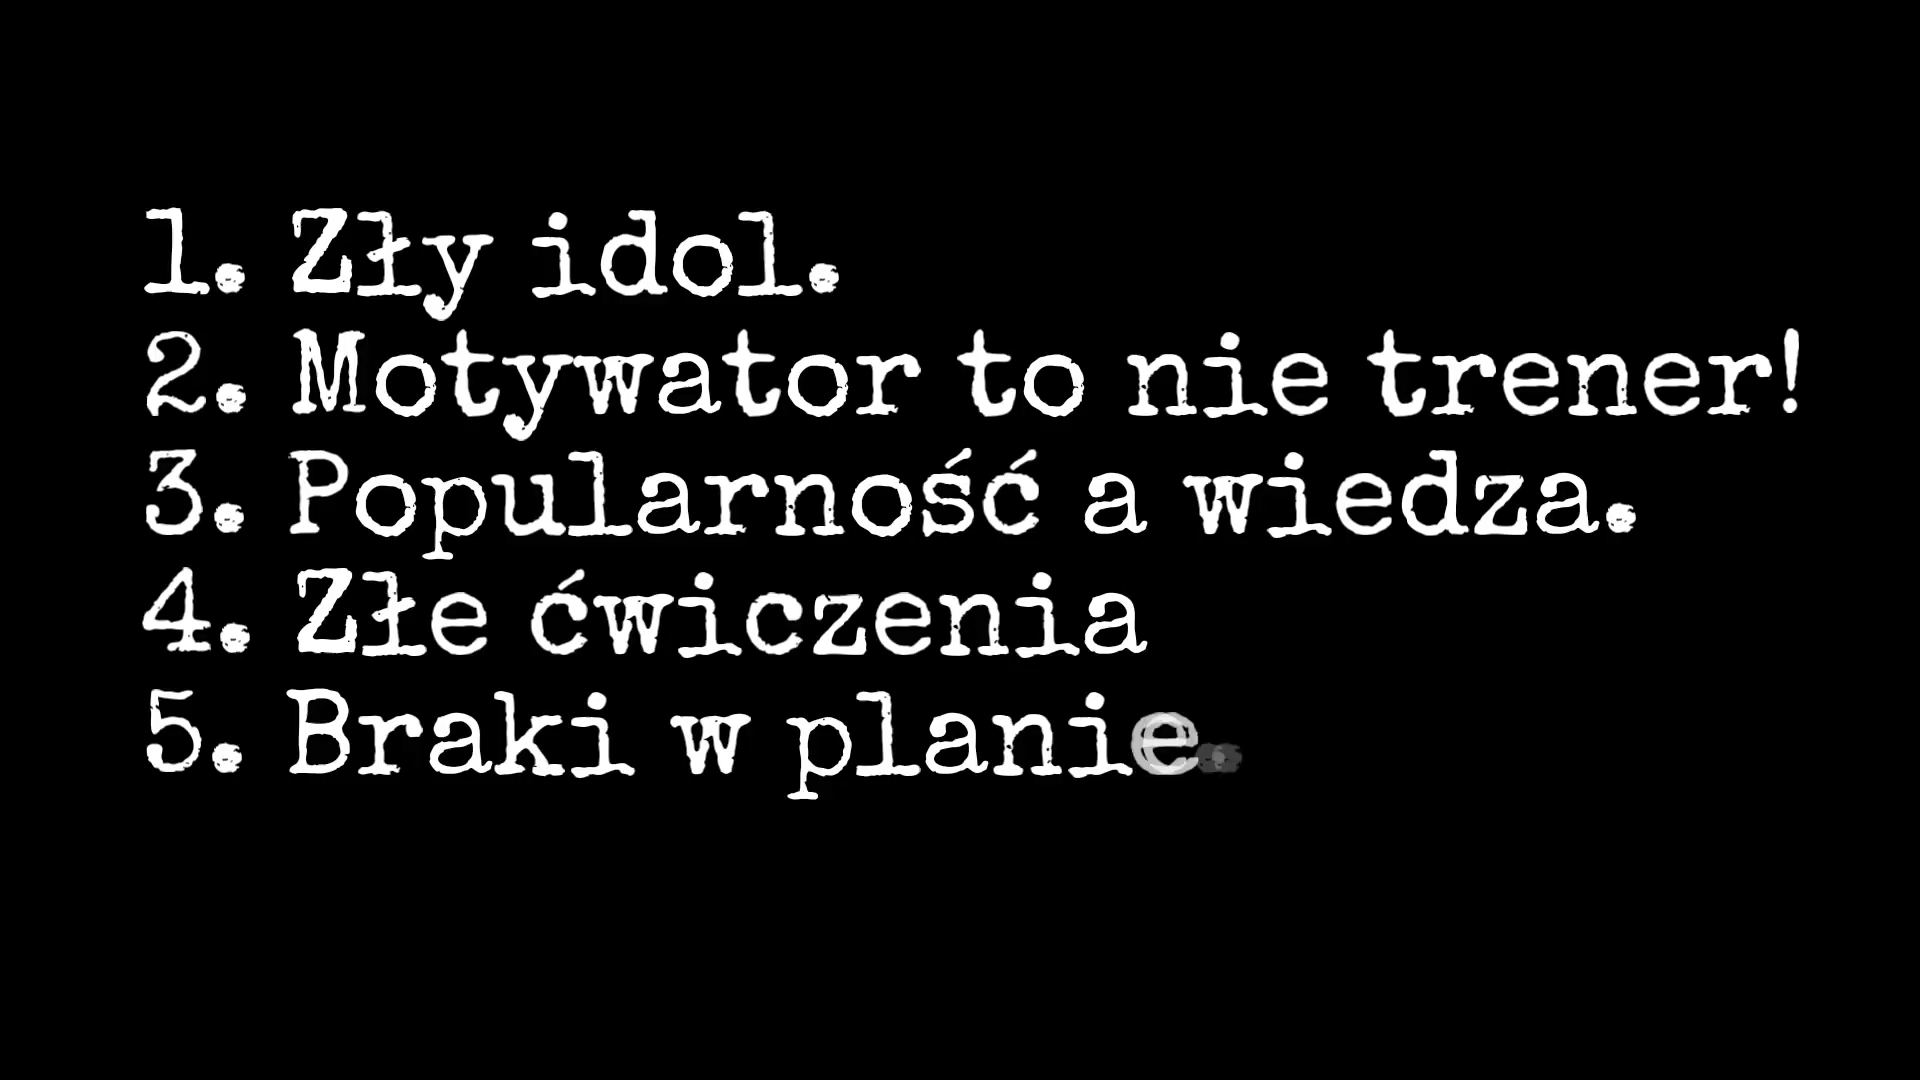 1. Zły idol.
2. Motywator to nie trener!
3. Popularność a wiedza.
4. Złe ćwiczenia
5. Braki w planie.